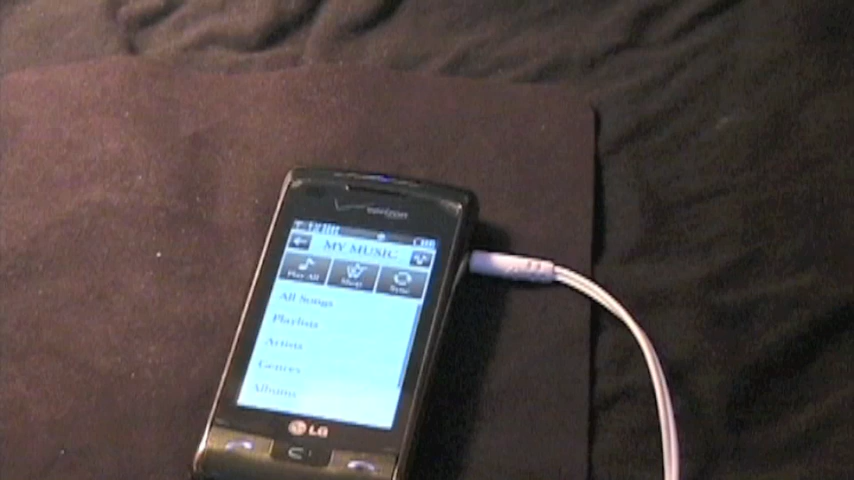 verizon
MY MUSIC
Play All Shop Sync
All Songs
Playlists
Artists
Genres
Albums
LG